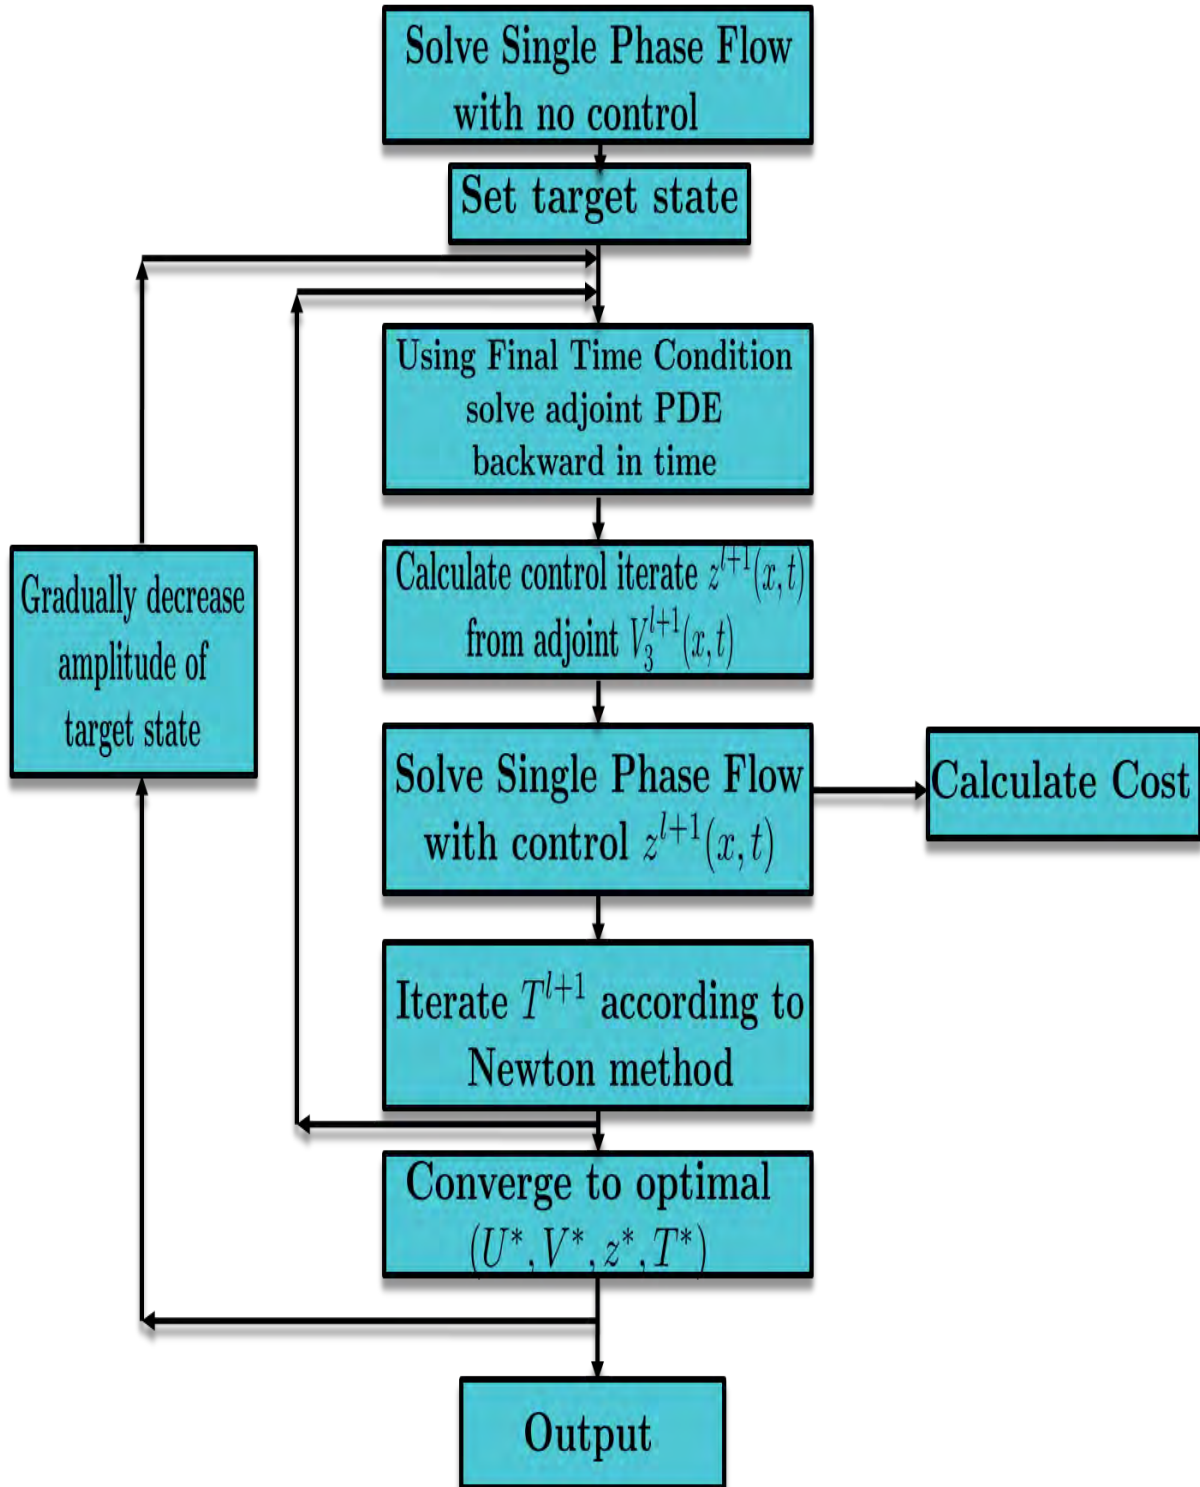 Solve Single Phase Flow
with no control
Set target state
Using Final Time Condition
solve adjoint PDE
backward in time
Calculate control iterate $z^{l+1}(x,t)$
from adjoint $V_3^{l+1}(x,t)$
Gradually decrease
amplitude of
target state
Solve Single Phase Flow
with control $z^{l+1}(x,t)$
Calculate Cost
Iterate $T^{l+1}$ according to
Newton method
Converge to optimal
$(U^*, V^*, z^*, T^*)$
Output